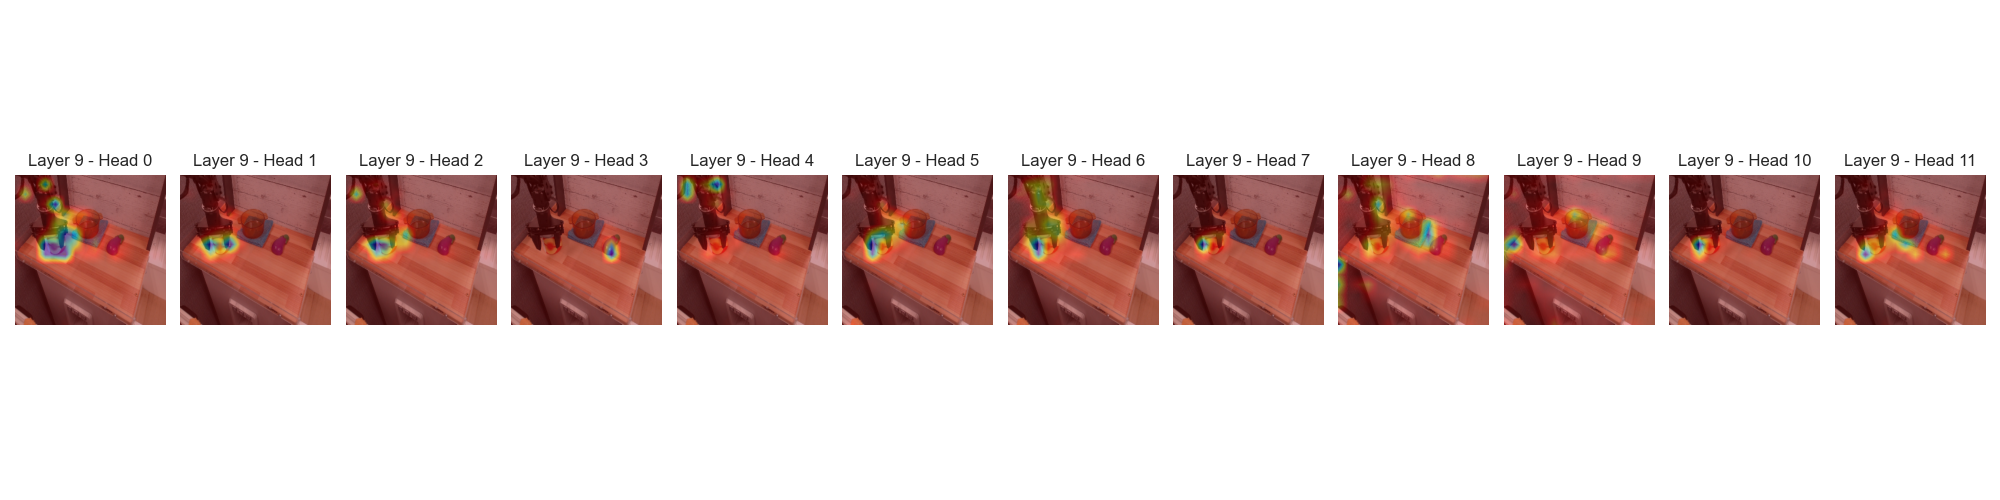 Layer 9 - Head 0
Layer 9 - Head 1
Layer 9 - Head 2
Layer 9 - Head 3
Layer 9 - Head 4
Layer 9 - Head 5
Layer 9 - Head 6
Layer 9 - Head 7
Layer 9 - Head 8
Layer 9 - Head 9
Layer 9 - Head 10
Layer 9 - Head 11